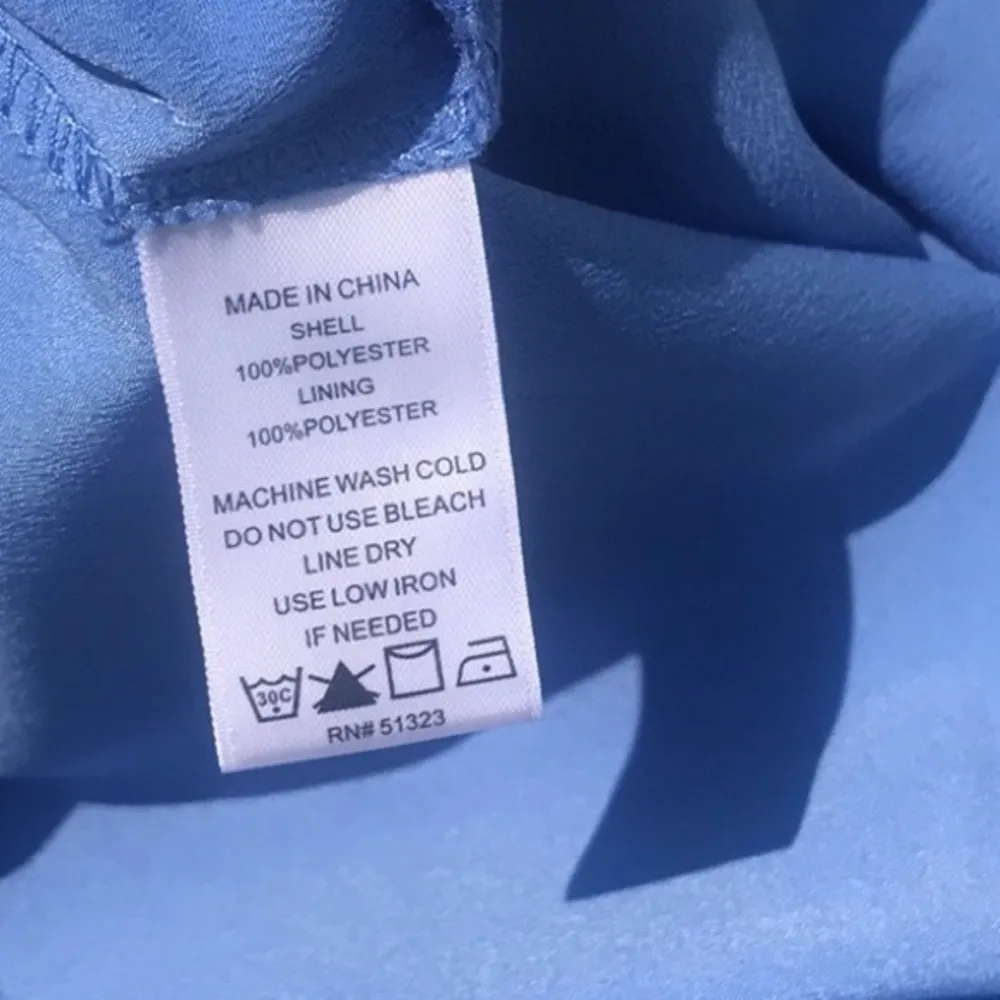 MADE IN CHINA
SHELL
100%POLYESTER
LINING
100%POLYESTER
MACHINE WASH COLD
DO NOT USE BLEACH
LINE DRY
USE LOW IRON
IF NEEDED
30C
RN# 51323